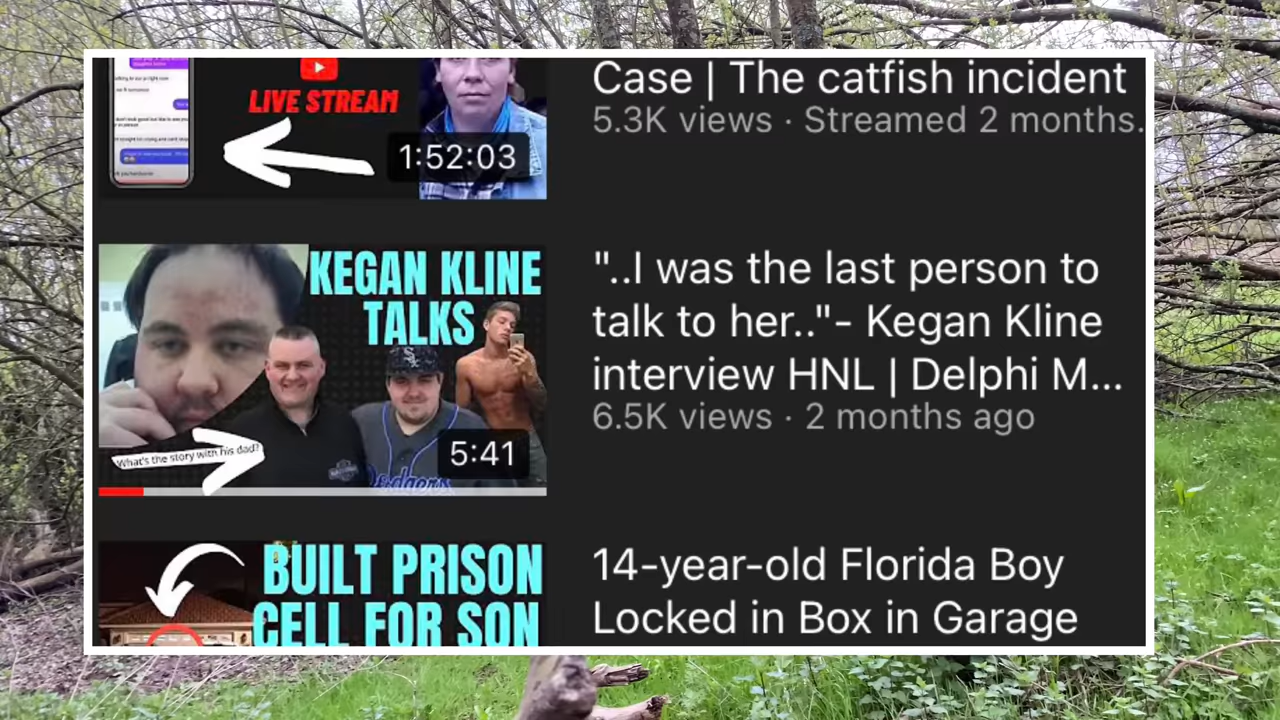 LIVE STREAM
1:52:03
Case | The catfish incident
5.3K views · Streamed 2 months.
KEGAN KLINE
TALKS
What's the story with his dad?
5:41
"..I was the last person to
talk to her.."- Kegan Kline
interview HNL | Delphi M...
6.5K views · 2 months ago
BUILT PRISON
CELL FOR SON
14-year-old Florida Boy
Locked in Box in Garage